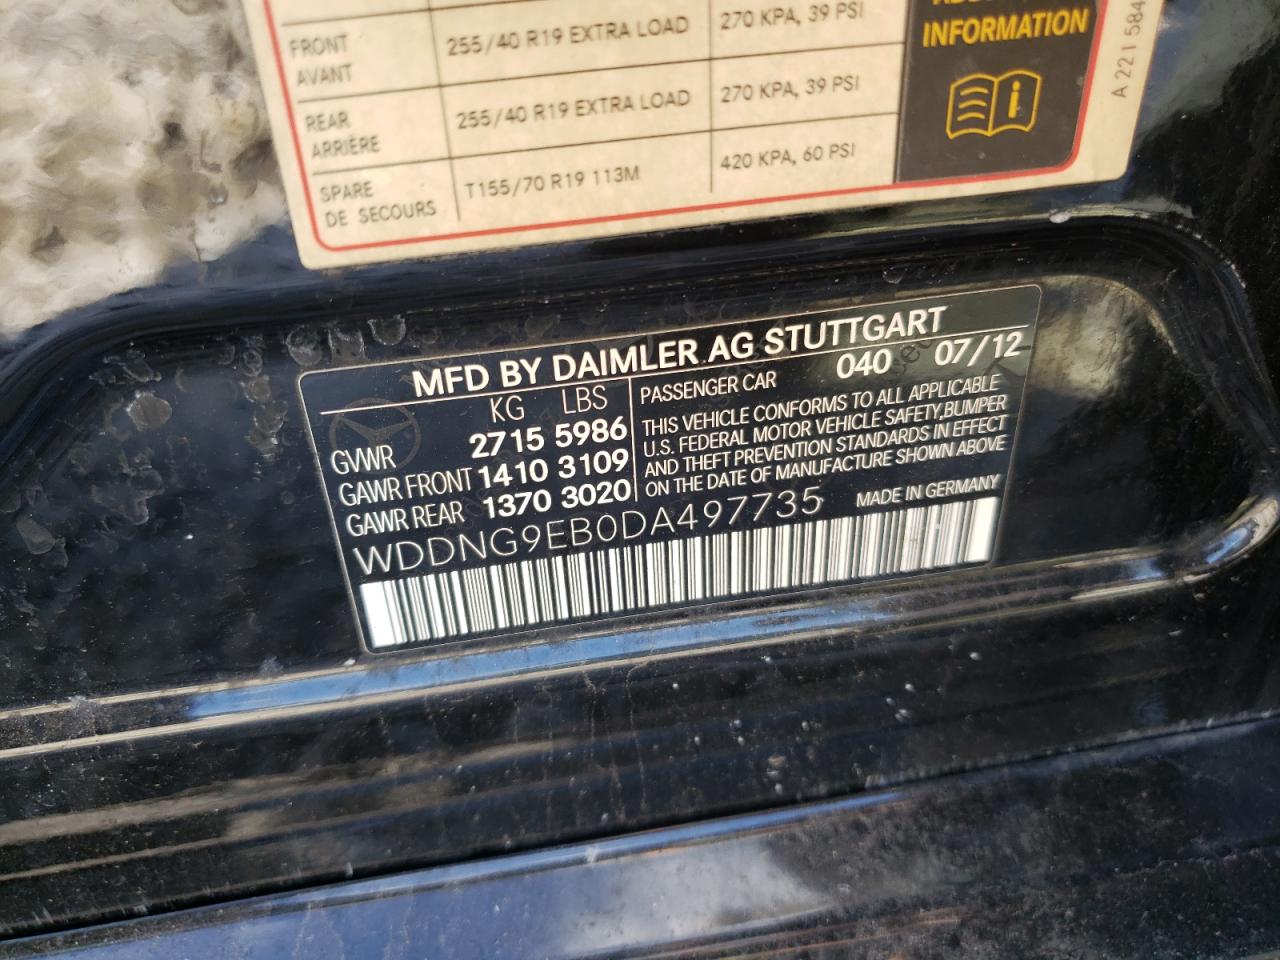 FRONT
AVANT
255/40 R19 EXTRA LOAD
270 KPA, 39 PSI
REAR
ARRIÈRE
255/40 R19 EXTRA LOAD
270 KPA, 39 PSI
SPARE
DE SECOURS
T155/70 R19 113M
420 KPA, 60 PSI
INFORMATION
A 221 584
MFD BY DAIMLER AG STUTTGART
KG LBS
GVWR 2715 5986
GAWR FRONT 1410 3109
GAWR REAR 1370 3020
PASSENGER CAR 040 07/12
THIS VEHICLE CONFORMS TO ALL APPLICABLE
U.S. FEDERAL MOTOR VEHICLE SAFETY,BUMPER
AND THEFT PREVENTION STANDARDS IN EFFECT
ON THE DATE OF MANUFACTURE SHOWN ABOVE
WDDNG9EB0DA497735
MADE IN GERMANY